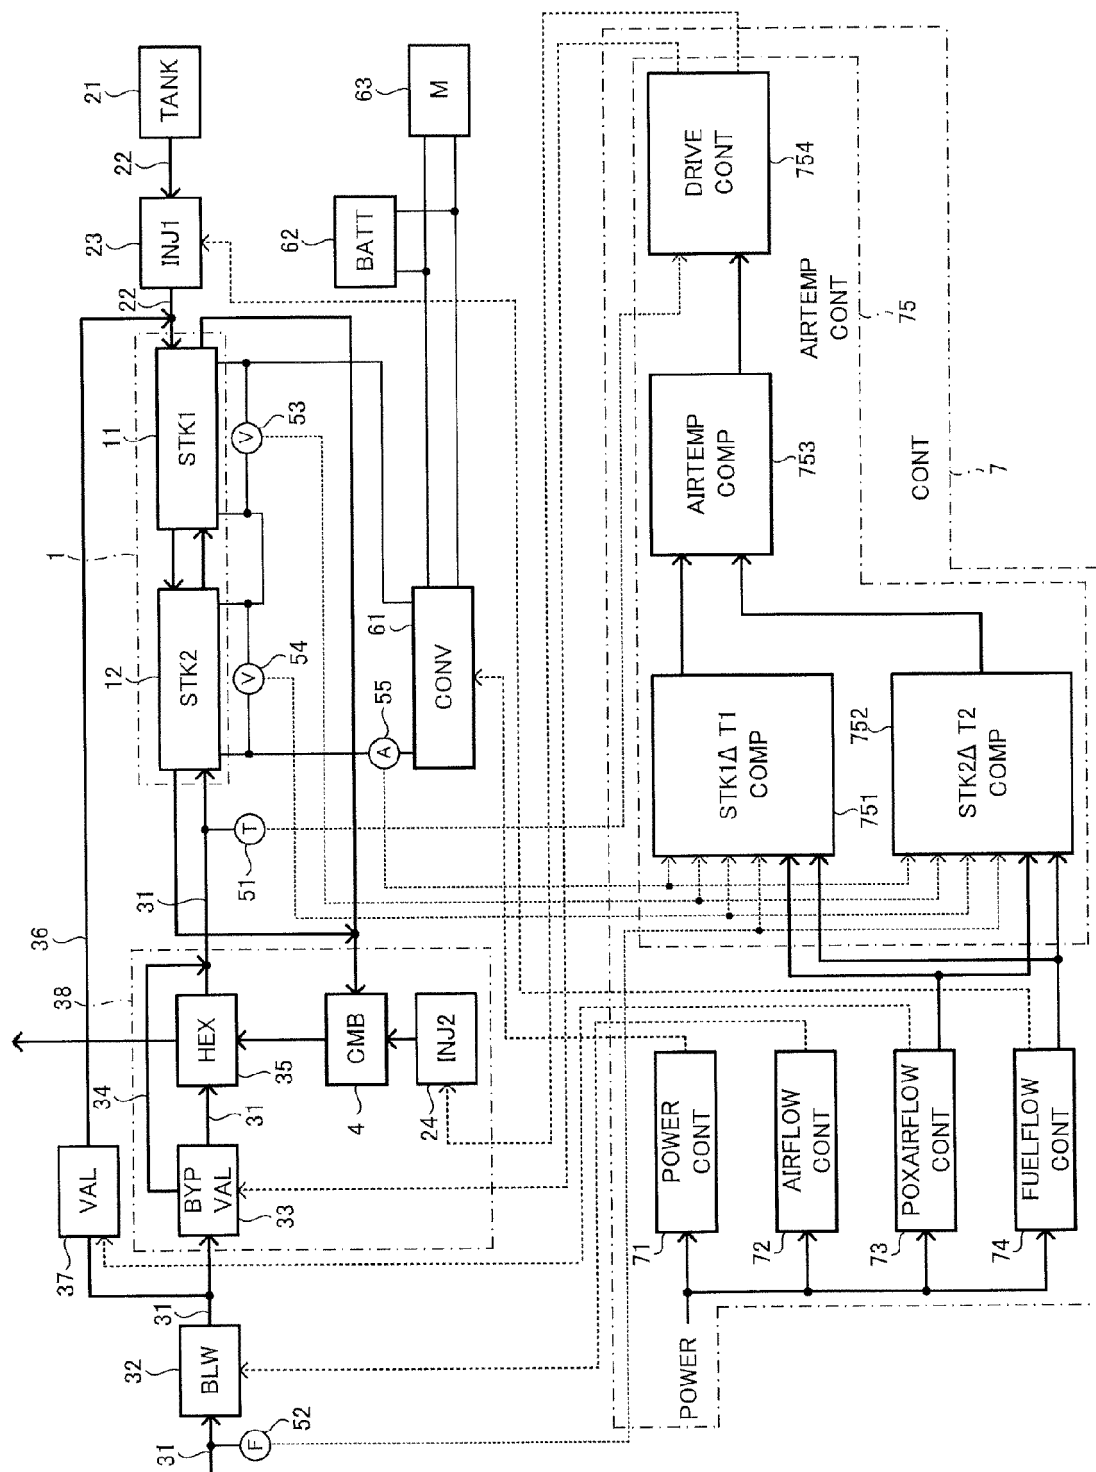 31
F
52
BLW
32
31
37
VAL
36
BYP
VAL
33
34
38
31
HEX
35
CMB
4
INJ2
24
31
T
51
1
12
STK2
11
STK1
V
54
V
53
A
55
61
CONV
22
INJ1
23
22
TANK
21
62
BATT
63
M
POWER
71
POWER
CONT
72
AIRFLOW
CONT
73
POXAIRFLOW
CONT
74
FUELFLOW
CONT
STK1Δ T1
COMP
751
752
STK2Δ T2
COMP
AIRTEMP
COMP
753
DRIVE
CONT
754
AIRTEMP
CONT
75
CONT
7